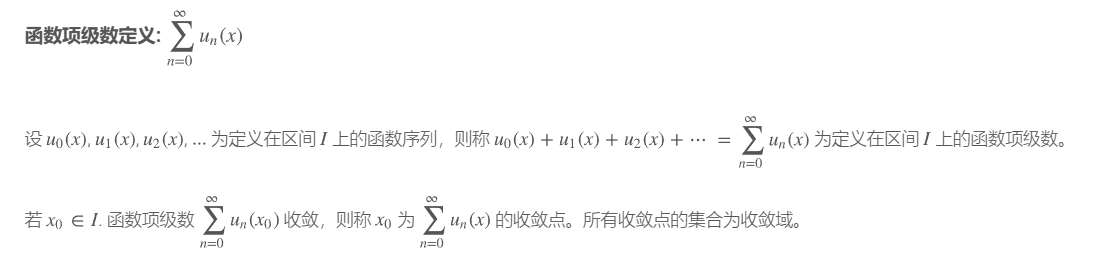 函数项级数定义: $\sum_{n=0}^{\infty} u_n(x)$
设 $u_0(x), u_1(x), u_2(x), ...$ 为定义在区间 $I$ 上的函数序列，则称 $u_0(x) + u_1(x) + u_2(x) + \cdots = \sum_{n=0}^{\infty} u_n(x)$ 为定义在区间 $I$ 上的函数项级数。
若 $x_0 \in I$. 函数项级数 $\sum_{n=0}^{\infty} u_n(x_0)$ 收敛，则称 $x_0$ 为 $\sum_{n=0}^{\infty} u_n(x)$ 的收敛点。所有收敛点的集合为收敛域。